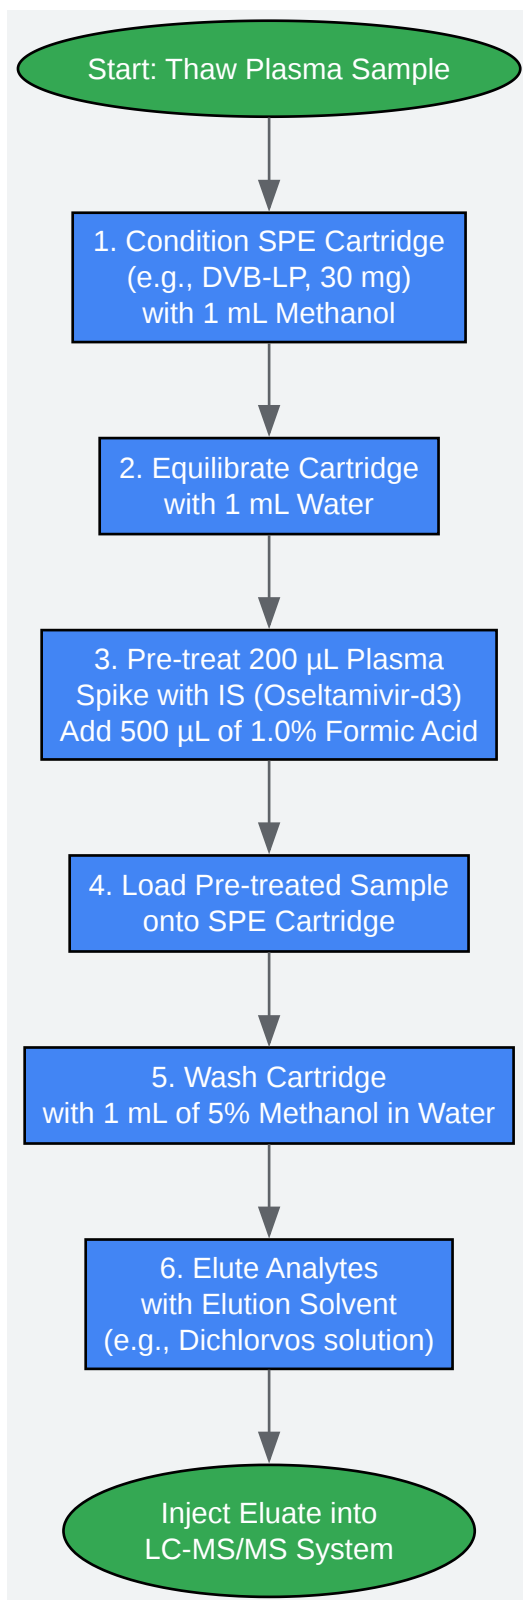 Start: Thaw Plasma Sample
1. Condition SPE Cartridge
(e.g., DVB-LP, 30 mg)
with 1 mL Methanol
2. Equilibrate Cartridge
with 1 mL Water
3. Pre-treat 200 µL Plasma
Spike with IS (Oseltamivir-d3)
Add 500 µL of 1.0% Formic Acid
4. Load Pre-treated Sample
onto SPE Cartridge
5. Wash Cartridge
with 1 mL of 5% Methanol in Water
6. Elute Analytes
with Elution Solvent
(e.g., Dichlorvos solution)
Inject Eluate into
LC-MS/MS System